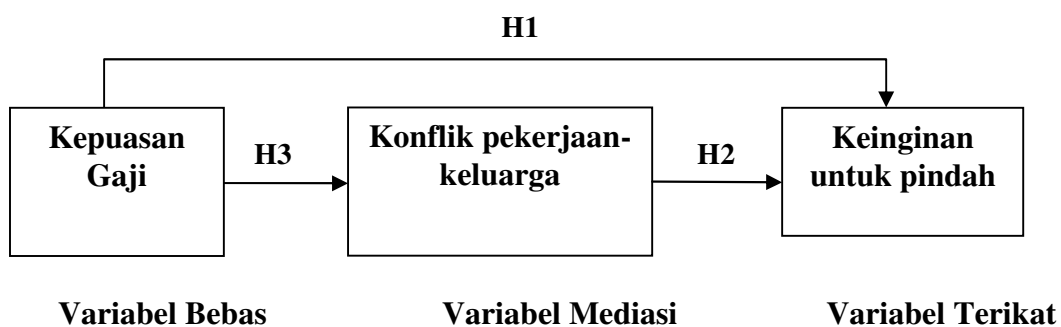 H1
Kepuasan
Gaji
H3
Konflik pekerjaan-
keluarga
H2
Keinginan
untuk pindah
Variabel Bebas
Variabel Mediasi
Variabel Terikat